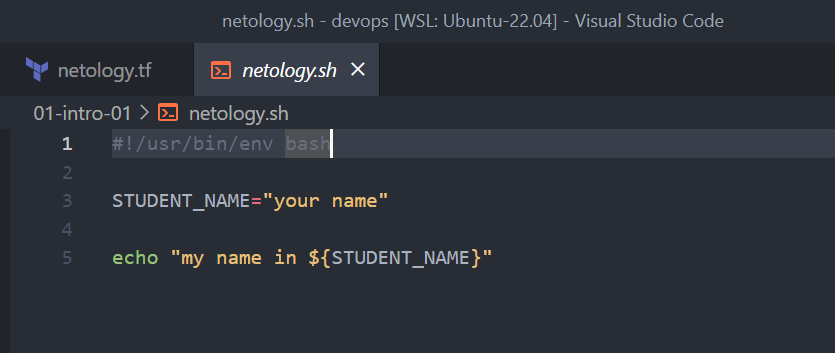 netology.sh - devops [WSL: Ubuntu-22.04] - Visual Studio Code
netology.tf netology.sh
01-intro-01 > netology.sh
1 #!/usr/bin/env bash
2
3 STUDENT_NAME="your name"
4
5 echo "my name in ${STUDENT_NAME}"